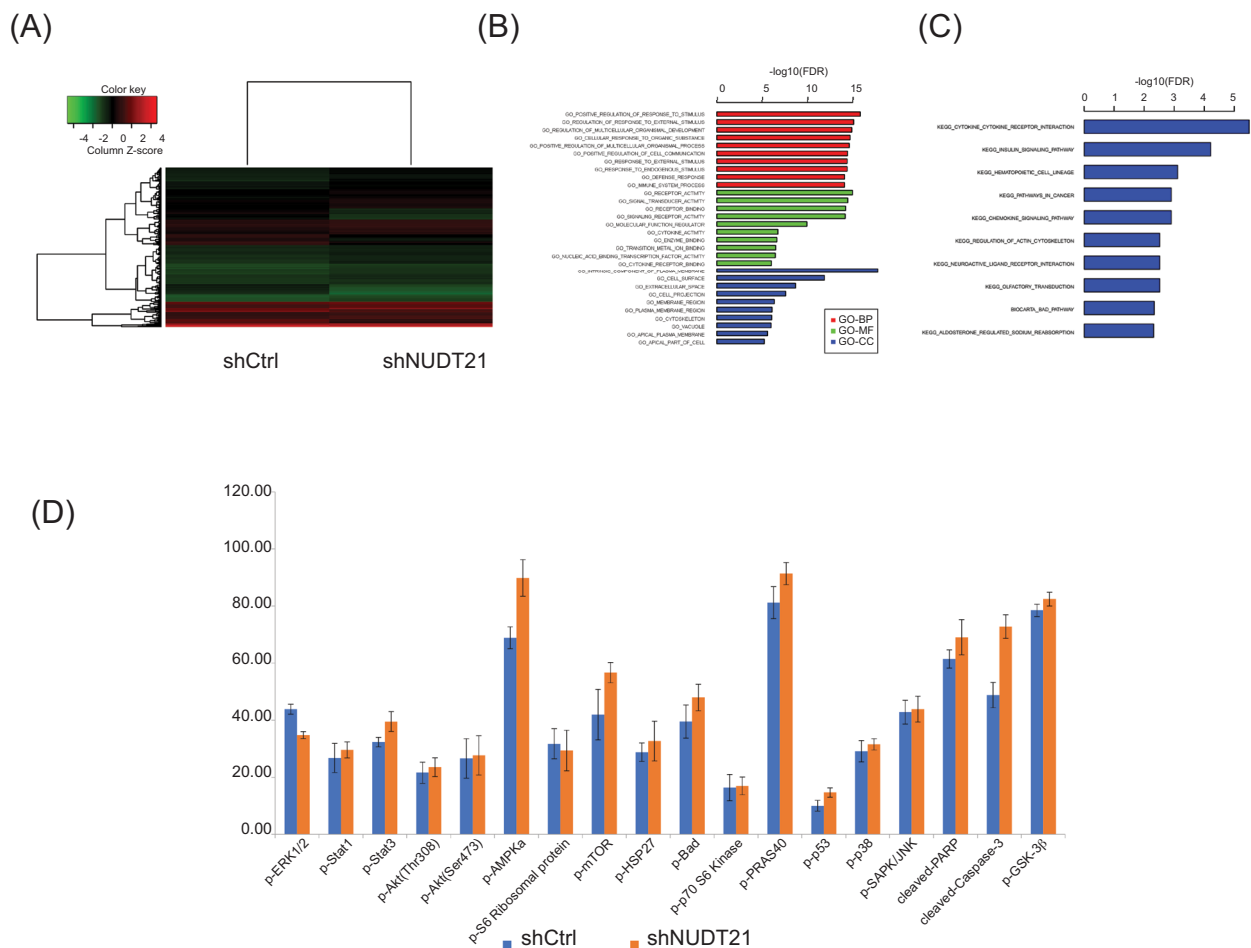 (A)
Color key
-4 -2 0 2 4
Column Z-score
shCtrl
shNUDT21
(B)
-log10(FDR)
0 5 10 15
GO_POSITIVE_REGULATION_OF_RESPONSE_TO_STIMULUS
GO_REGULATION_OF_RESPONSE_TO_EXTERNAL_STIMULUS
GO_REGULATION_OF_MULTICELLULAR_ORGANISMAL_DEVELOPMENT
GO_CELLULAR_RESPONSE_TO_ORGANIC_SUBSTANCE
GO_POSITIVE_REGULATION_OF_MULTICELLULAR_ORGANISMAL_PROCESS
GO_POSITIVE_REGULATION_OF_CELL_COMMUNICATION
GO_RESPONSE_TO_EXTERNAL_STIMULUS
GO_RESPONSE_TO_ENDOGENOUS_STIMULUS
GO_DEFENSE_RESPONSE
GO_IMMUNE_SYSTEM_PROCESS
GO_RECEPTOR_ACTIVITY
GO_SIGNAL_TRANSDUCER_ACTIVITY
GO_RECEPTOR_BINDING
GO_SIGNALING_RECEPTOR_ACTIVITY
GO_MOLECULAR_FUNCTION_REGULATOR
GO_CYTOKINE_ACTIVITY
GO_ENZYME_BINDING
GO_TRANSITION_METAL_ION_BINDING
GO_NUCLEIC_ACID_BINDING_TRANSCRIPTION_FACTOR_ACTIVITY
GO_CYTOKINE_RECEPTOR_BINDING
GO_INTRINSIC_COMPONENT_OF_PLASMA_MEMBRANE
GO_CELL_SURFACE
GO_EXTRACELLULAR_SPACE
GO_CELL_PROJECTION
GO_MEMBRANE_REGION
GO_PLASMA_MEMBRANE_REGION
GO_CYTOSKELETON
GO_VACUOLE
GO_APICAL_PLASMA_MEMBRANE
GO_APICAL_PART_OF_CELL
GO-BP
GO-MF
GO-CC
(C)
-log10(FDR)
0 1 2 3 4 5
KEGG_CYTOKINE_CYTOKINE_RECEPTOR_INTERACTION
KEGG_INSULIN_SIGNALING_PATHWAY
KEGG_HEMATOPOIETIC_CELL_LINEAGE
KEGG_PATHWAYS_IN_CANCER
KEGG_CHEMOKINE_SIGNALING_PATHWAY
KEGG_REGULATION_OF_ACTIN_CYTOSKELETON
KEGG_NEUROACTIVE_LIGAND_RECEPTOR_INTERACTION
KEGG_OLFACTORY_TRANSDUCTION
BIOCARTA_BAD_PATHWAY
KEGG_ALDOSTERONE_REGULATED_SODIUM_REABSORPTION
(D)
120.00
100.00
80.00
60.00
40.00
20.00
0.00
p-ERK1/2
p-Stat1
p-Stat3
p-Akt(Thr308)
p-Akt(Ser473)
p-AMPKa
p-S6 Ribosomal protein
p-mTOR
p-HSP27
p-Bad
p-p70 S6 Kinase
p-PRAS40
p-p53
p-p38
p-SAPK/JNK
cleaved-PARP
cleaved-Caspase-3
p-GSK-3β
shCtrl
shNUDT21